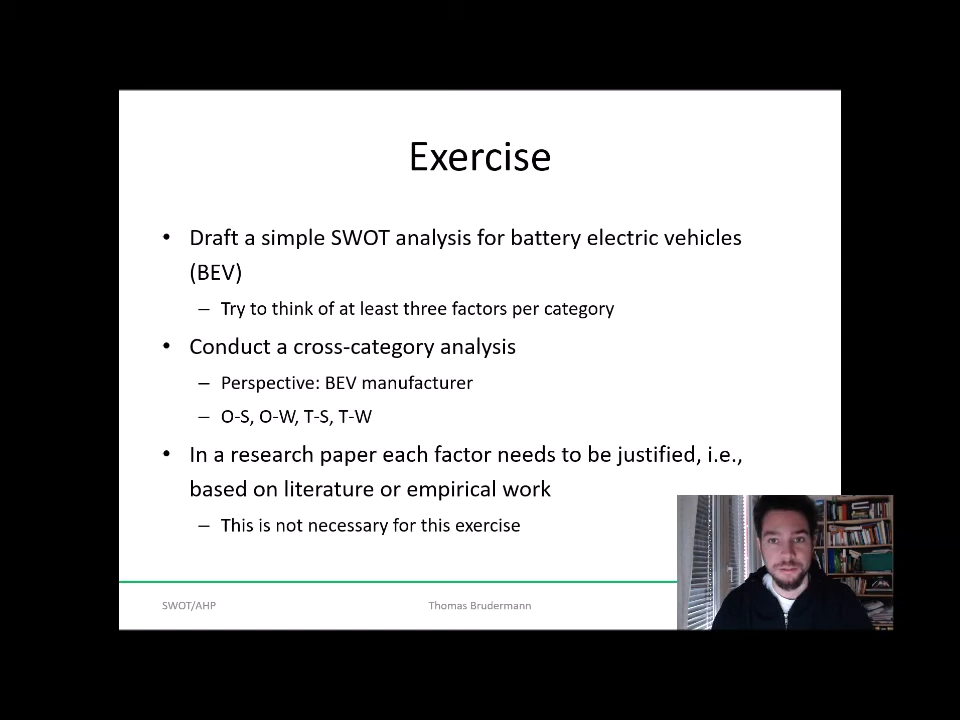 Exercise
• Draft a simple SWOT analysis for battery electric vehicles
(BEV)
– Try to think of at least three factors per category
• Conduct a cross-category analysis
– Perspective: BEV manufacturer
– O-S, O-W, T-S, T-W
• In a research paper each factor needs to be justified, i.e.,
based on literature or empirical work
– This is not necessary for this exercise
SWOT/AHP
Thomas Brudermann